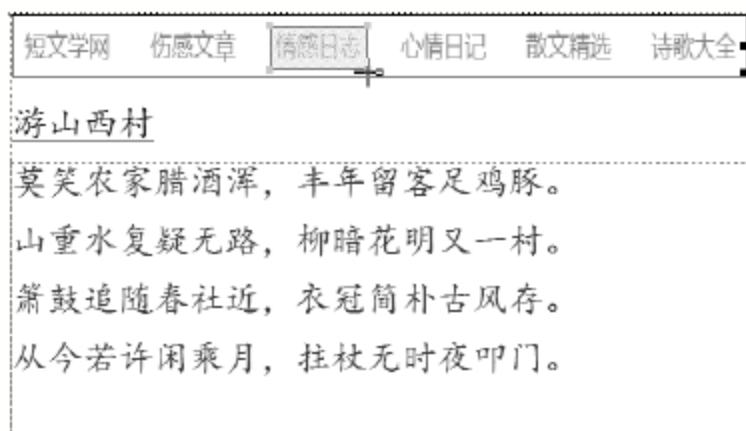 短文学网 伤感文章 情感日志 心情日记 散文精选 诗歌大全
游山西村
莫笑农家腊酒浑，丰年留客足鸡豚。
山重水复疑无路，柳暗花明又一村。
箫鼓追随春社近，衣冠简朴古风存。
从今若许闲乘月，拄杖无时夜叩门。